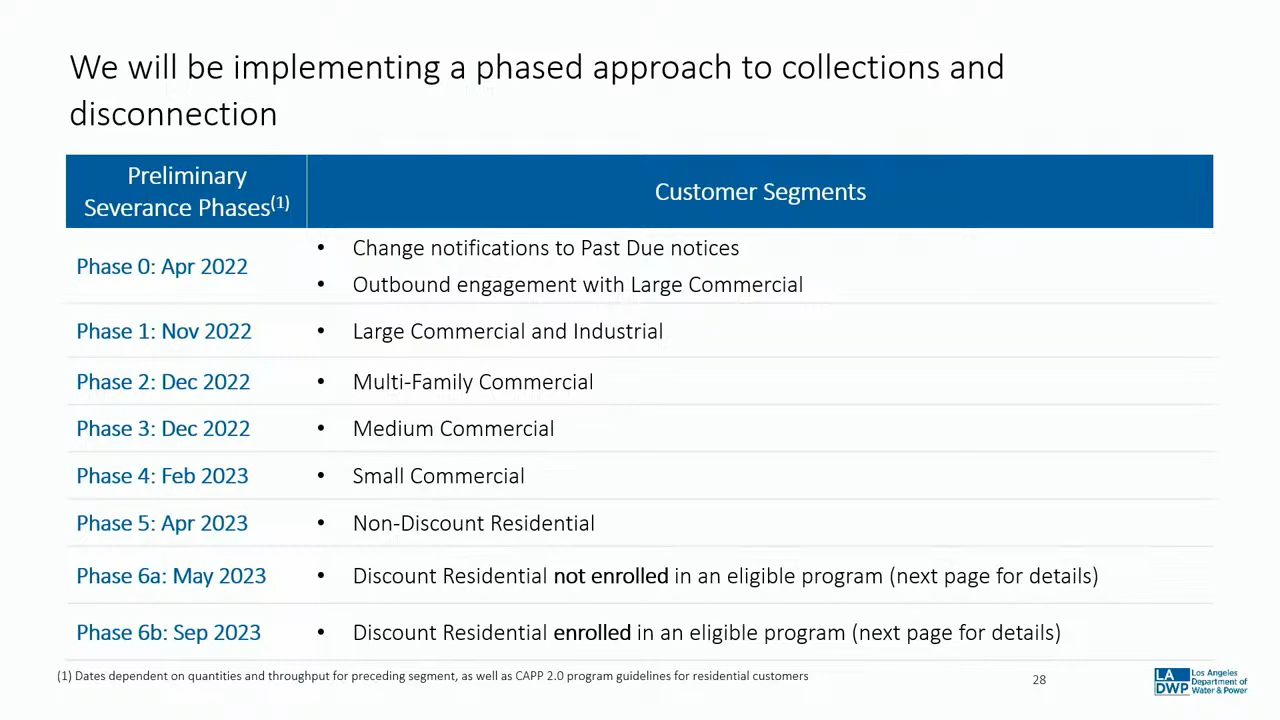 We will be implementing a phased approach to collections and
disconnection
Preliminary
Severance Phases(1)
Customer Segments
Phase 0: Apr 2022
• Change notifications to Past Due notices
• Outbound engagement with Large Commercial
Phase 1: Nov 2022
• Large Commercial and Industrial
Phase 2: Dec 2022
• Multi-Family Commercial
Phase 3: Dec 2022
• Medium Commercial
Phase 4: Feb 2023
• Small Commercial
Phase 5: Apr 2023
• Non-Discount Residential
Phase 6a: May 2023
• Discount Residential not enrolled in an eligible program (next page for details)
Phase 6b: Sep 2023
• Discount Residential enrolled in an eligible program (next page for details)
(1) Dates dependent on quantities and throughput for preceding segment, as well as CAPP 2.0 program guidelines for residential customers
28
LA
DWP
Los Angeles
Department of
Water & Power